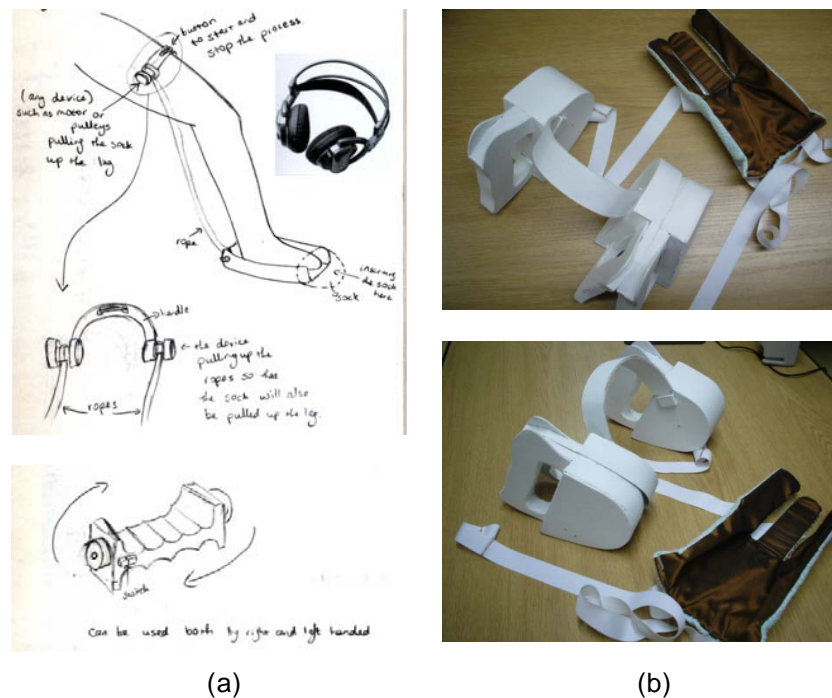 button
to start and
stop the process.
(any device)
such as motor or
pulleys
pulling the sock
up the leg
rope
inserting
the sock
here
sock
handle
the device
pulling up the
ropes so that
the sock will also
be pulled up the leg.
ropes
switch
Can be used both by right and left handed
(a)
(b)